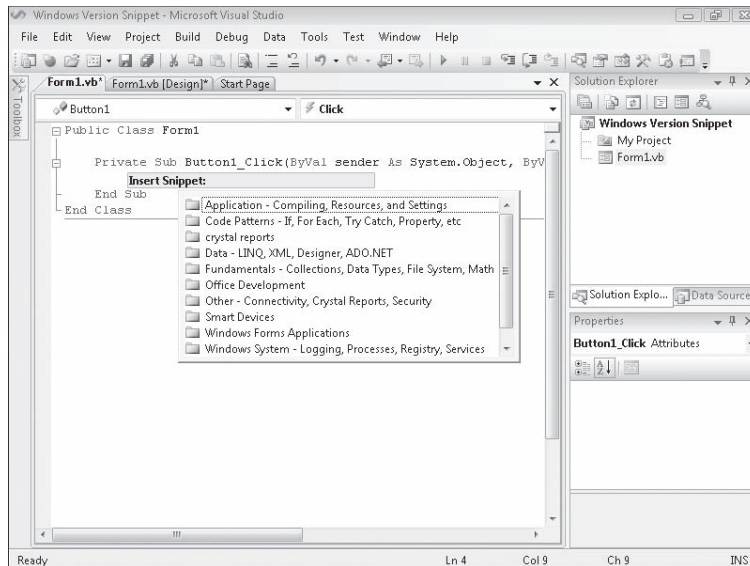 Windows Version Snippet - Microsoft Visual Studio
File Edit View Project Build Debug Data Tools Test Window Help
Toolbox
Form1.vb* Form1.vb [Design]* Start Page
Button1 Click
Public Class Form1
Private Sub Button1_Click(ByVal sender As System.Object, ByV
Insert Snippet:
End Sub
End Class
Application - Compiling, Resources, and Settings
Code Patterns - If, For Each, Try Catch, Property, etc
crystal reports
Data - LINQ, XML, Designer, ADO.NET
Fundamentals - Collections, Data Types, File System, Math
Office Development
Other - Connectivity, Crystal Reports, Security
Smart Devices
Windows Forms Applications
Windows System - Logging, Processes, Registry, Services
Solution Explorer
Windows Version Snippet
My Project
Form1.vb
Solution Explo... Data Source
Properties
Button1_Click Attributes
Ready Ln 4 Col 9 Ch 9 INS